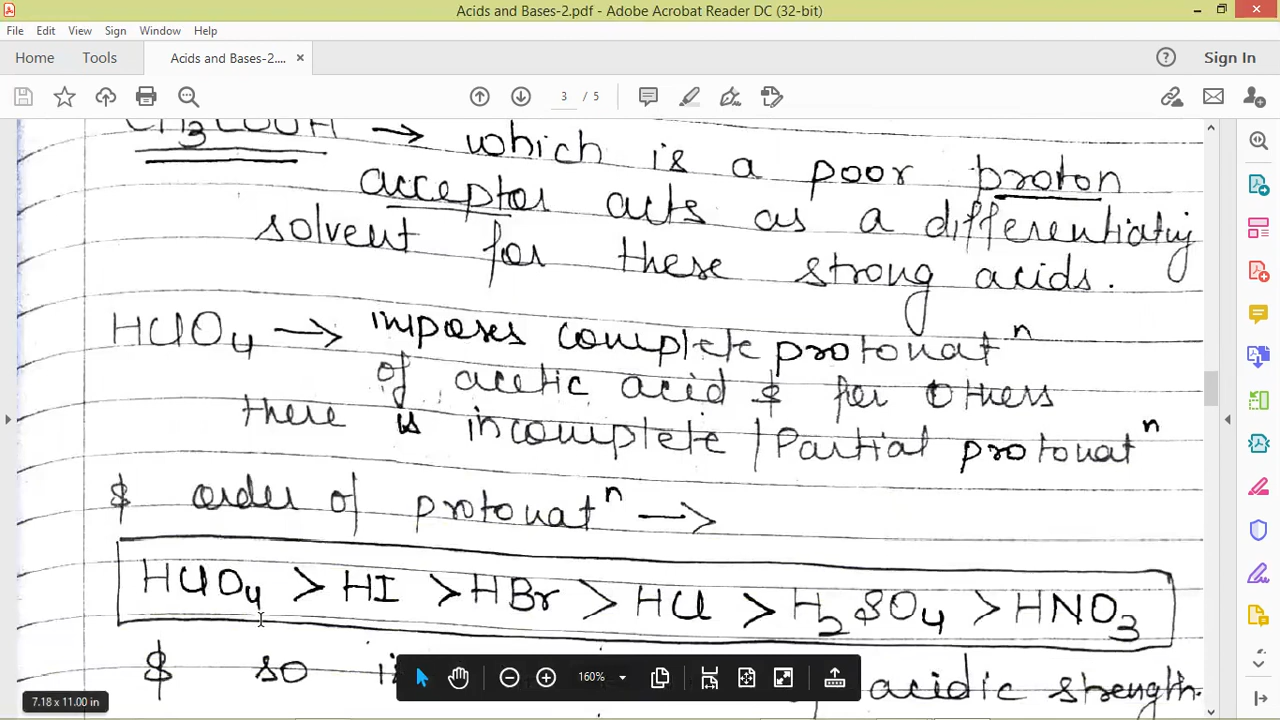 Acids and Bases-2.pdf - Adobe Acrobat Reader DC (32-bit)
File Edit View Sign Window Help
Home Tools Acids and Bases-2.... × Sign In
3 / 5
CH3COOH → which is a poor proton
acceptor acts as a differentiating
solvent for these strong acids.
HClO4 → imposes complete protonatn
of acetic acid $ for others
there is incomplete / Partial protonatn
$ order of protonatn →
HClO4 > HI > HBr > HCl > H2SO4 > HNO3
$ so is acidic strength.
160%
7.18 x 11.00 in